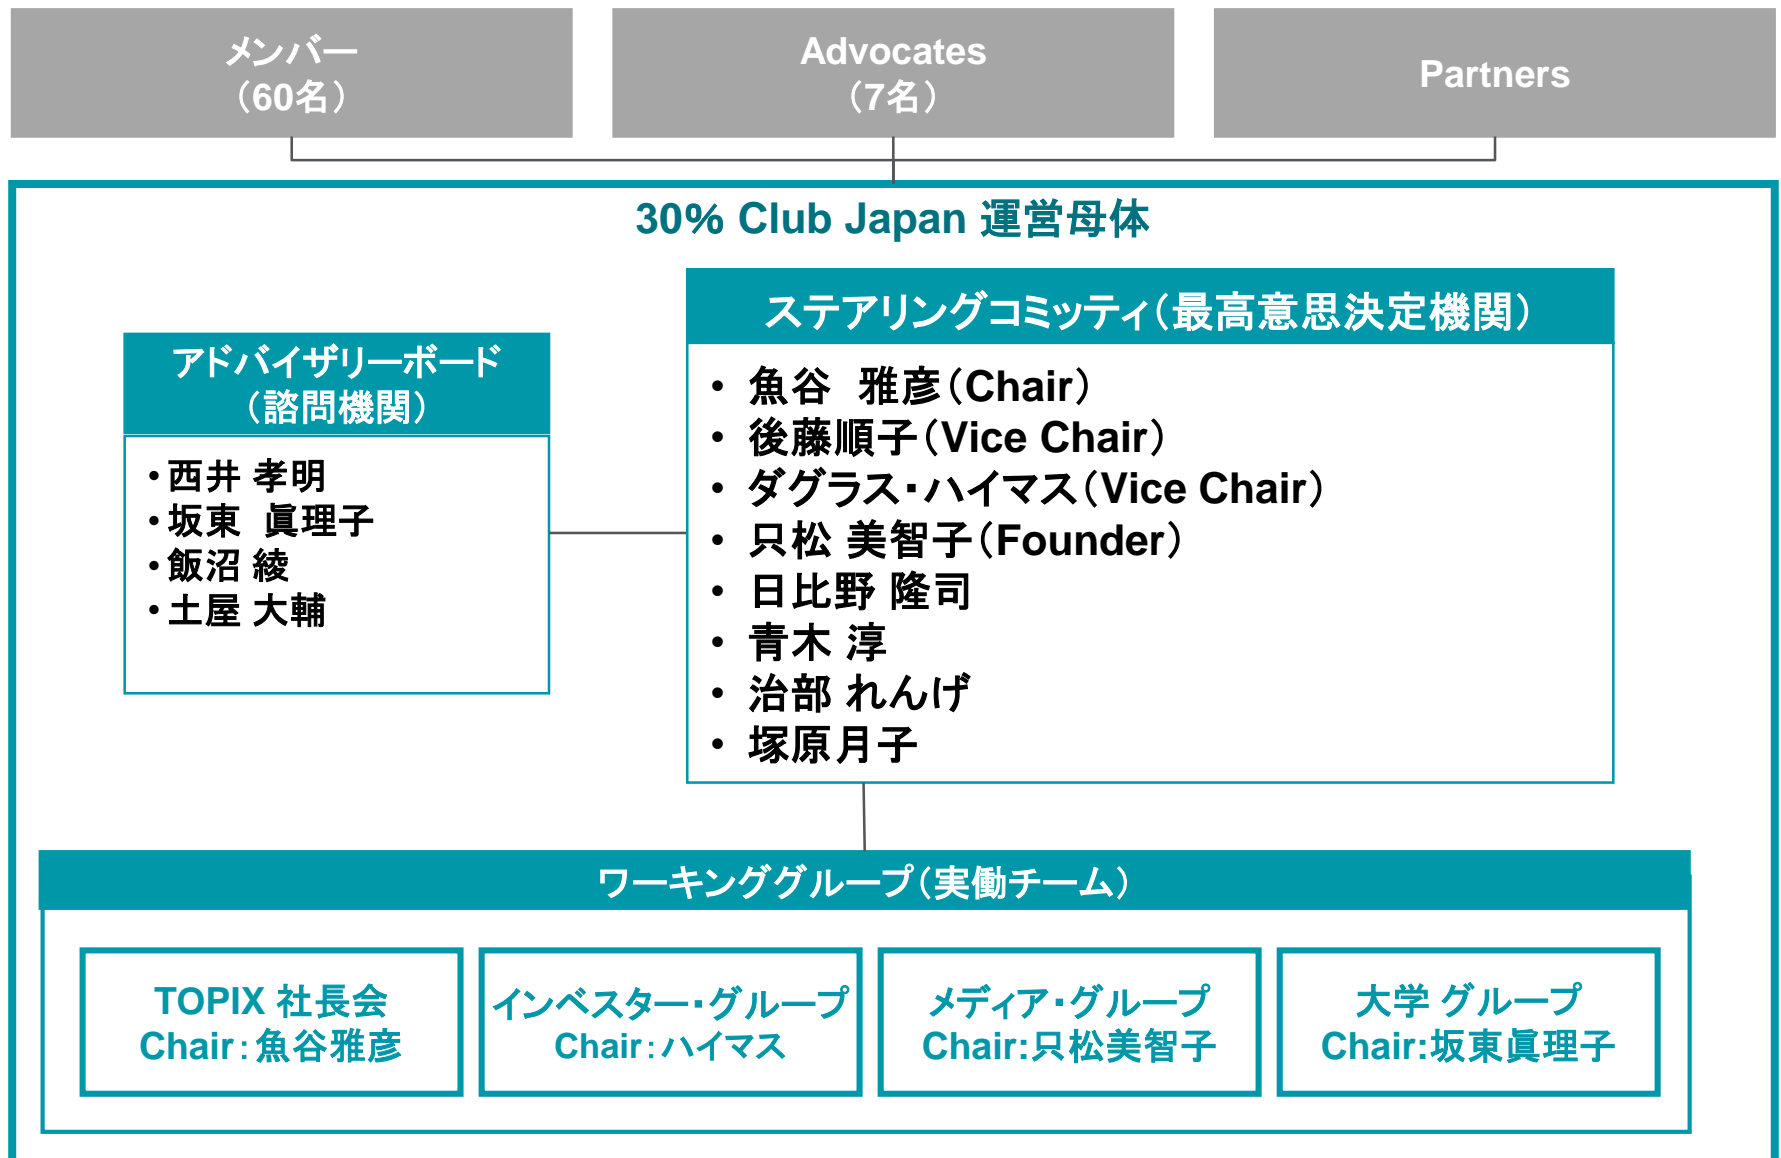 メンバー
（60名）
Advocates
（7名）
Partners
30% Club Japan 運営母体
アドバイザリーボード
（諮問機関）
・西井 孝明
・坂東　眞理子
・飯沼 綾
・土屋 大輔
ステアリングコミッティ（最高意思決定機関）
• 魚谷　雅彦（Chair）
• 後藤順子（Vice Chair）
• ダグラス・ハイマス（Vice Chair）
• 只松 美智子（Founder）
• 日比野 隆司
• 青木 淳
• 治部 れんげ
• 塚原月子
ワーキンググループ（実働チーム）
TOPIX 社長会
Chair：魚谷雅彦
インベスター・グループ
Chair：ハイマス
メディア・グループ
Chair:只松美智子
大学 グループ
Chair:坂東眞理子